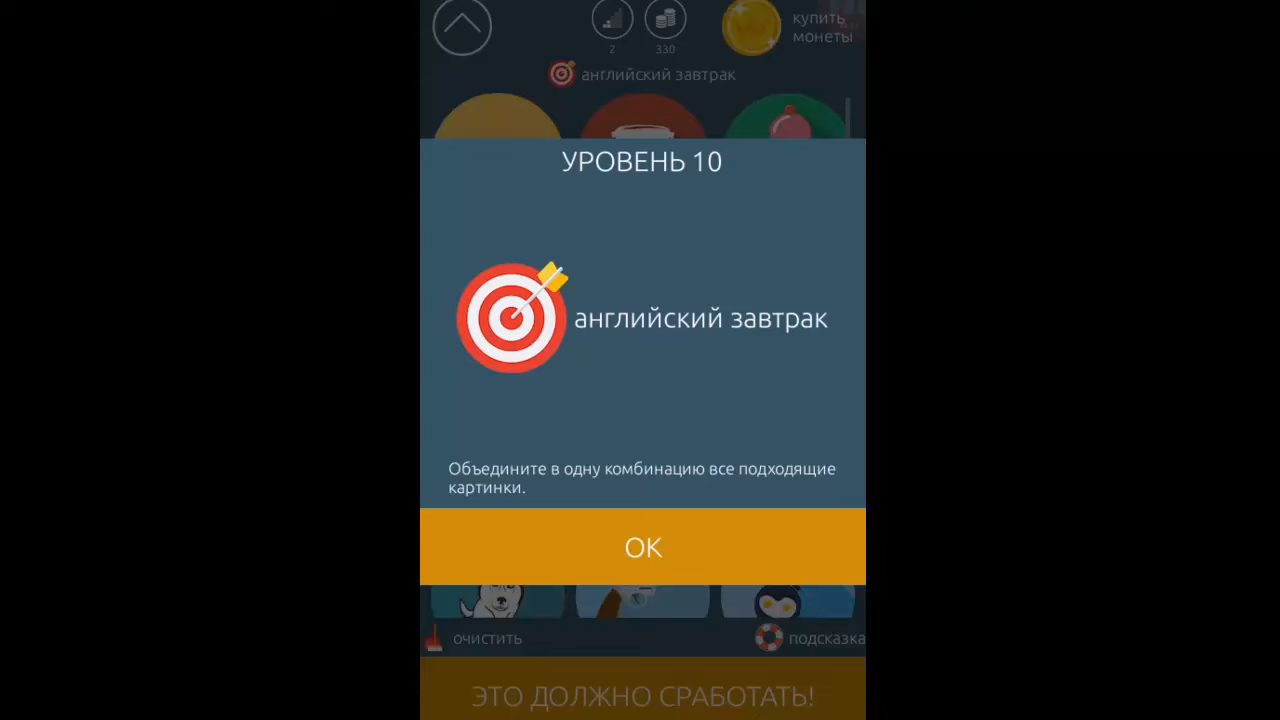 купить
монеты
2
330
английский завтрак
УРОВЕНЬ 10
английский завтрак
Объедините в одну комбинацию все подходящие
картинки.
ОК
очистить
подсказка
ЭТО ДОЛЖНО СРАБОТАТЬ!